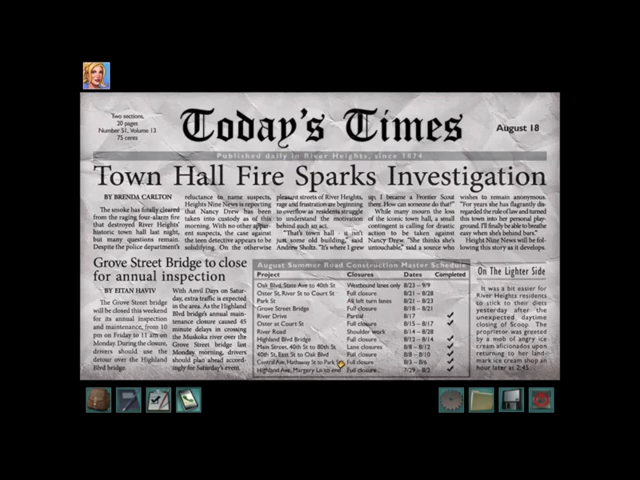 Two sections,
20 pages
Number 51, Volume 13
75 cents
Today's Times
August 18
Published daily in River Heights, since 1874
Town Hall Fire Sparks Investigation
BY BRENDA CARLTON
The smoke has finally cleared
from the raging four-alarm fire
that destroyed River Heights'
historic town hall last night,
but many questions remain.
Despite the police department's
reluctance to name suspects,
Heights Nine News is reporting
that Nancy Drew has been
taken into custody as of this
morning. With no other appar-
ent suspects, the case against
the teen detective appears to be
solidifying. On the otherwise
pleasant streets of River Heights,
rage and frustration are beginning
to overflow as residents struggle
to understand the motivation
behind such an act.
"That's town hall - it isn't
just some old building," said
Andrew Sholtz. "It's where I grew
up; I became a Frontier Scout
there. How can someone do that?"
While many mourn the loss
of the iconic town hall, a small
contingent is calling for drastic
action to be taken against
Nancy Drew. "She thinks she's
untouchable," said a source who
wishes to remain anonymous.
"For years she has flagrantly dis-
regarded the rule of law and turned
this town into her personal play-
ground. I'll finally be able to breathe
easy when she's behind bars."
Height Nine News will be fol-
lowing this story as it develops.
Grove Street Bridge to close
for annual inspection
BY EITAN HAVIV
The Grove Street bridge
will be closed this weekend
for its annual inspection
and maintenance, from 10
pm on Friday to 11 am on
Monday. During the closure,
drivers should use the
detour over the Highland
Blvd bridge.
With Anvil Days on Satur-
day, extra traffic is expected
in the area. As the Highland
Blvd bridge's annual main-
tenance closure caused 45
minute delays in crossing
the Muskoka river over the
Grove Street bridge last
Monday morning, drivers
should plan ahead accord-
ingly for Saturday's event.
August Summer Road Construction Master Schedule
Project Closures Dates Completed
Oak Blvd, State Ave to 40th St Westbound lanes only 8/23 - 9/9
Oster St, River St to Court St Full closure 8/21 - 8/28
Park St All left turn lanes 8/21 - 8/23
Grove Street Bridge Full closure 8/18 - 8/21
River Drive Partial 8/17 ✓
Oster at Court St Full closure 8/15 - 8/17 ✓
River Road Shoulder work 8/14 - 8/28
Highland Blvd Bridge Full closure 8/12 - 8/14 ✓
Main Street, 40th St to 80th St Lane closures 8/8 - 8/12 ✓
40th St, East St to Oak Blvd Full closure 8/8 - 8/10 ✓
Central Ave, Hathaway St to Park St Full closure 8/3 - 8/6 ✓
Highland Ave, Margery Ln to end Full closure 7/29 - 8/2 ✓
On The Lighter Side
It was a bit easier for
River Heights residents
to stick to their diets
yesterday after the
unexpected daytime
closing of Scoop. The
proprietor was greeted
by a mob of angry ice
cream aficionados upon
returning to her land-
mark ice cream shop an
hour later at 2:45.